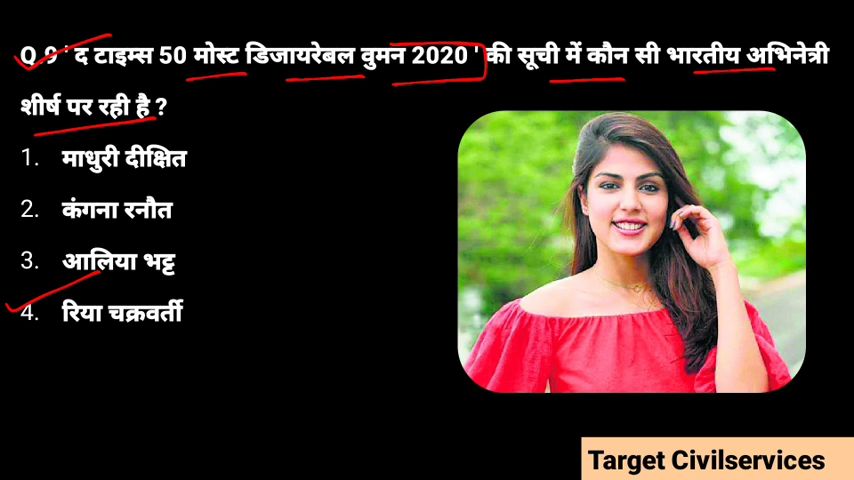 Q 9 ' द टाइम्स 50 मोस्ट डिजायरेबल वुमन 2020 ' की सूची में कौन सी भारतीय अभिनेत्री
शीर्ष पर रही है ?
1. माधुरी दीक्षित
2. कंगना रनौत
3. आलिया भट्ट
4. रिया चक्रवर्ती
Target Civilservices